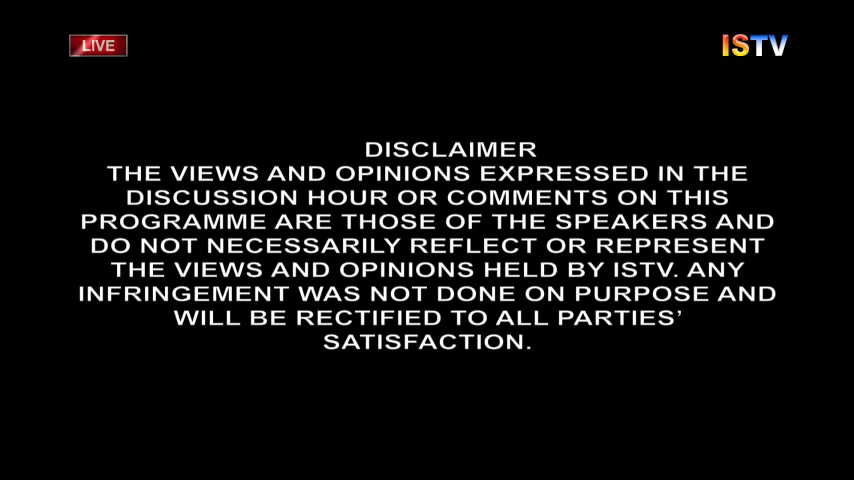 LIVE
ISTV
DISCLAIMER
THE VIEWS AND OPINIONS EXPRESSED IN THE
DISCUSSION HOUR OR COMMENTS ON THIS
PROGRAMME ARE THOSE OF THE SPEAKERS AND
DO NOT NECESSARILY REFLECT OR REPRESENT
THE VIEWS AND OPINIONS HELD BY ISTV. ANY
INFRINGEMENT WAS NOT DONE ON PURPOSE AND
WILL BE RECTIFIED TO ALL PARTIES’
SATISFACTION.